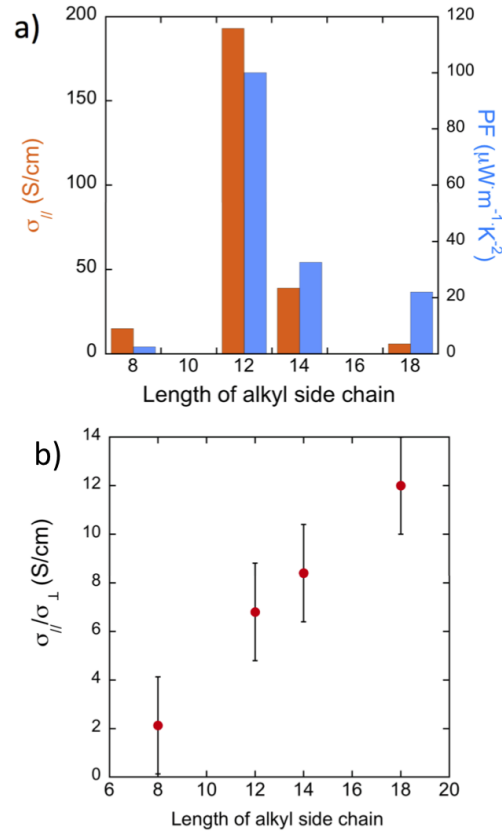 a)
200
150
100
50
0
σ// (S/cm)
120
100
80
60
40
20
0
PF (μW·m⁻¹·K⁻²)
8 10 12 14 16 18
Length of alkyl side chain
b)
14
12
10
8
6
4
2
0
σ///σ⊥ (S/cm)
6 8 10 12 14 16 18 20
Length of alkyl side chain